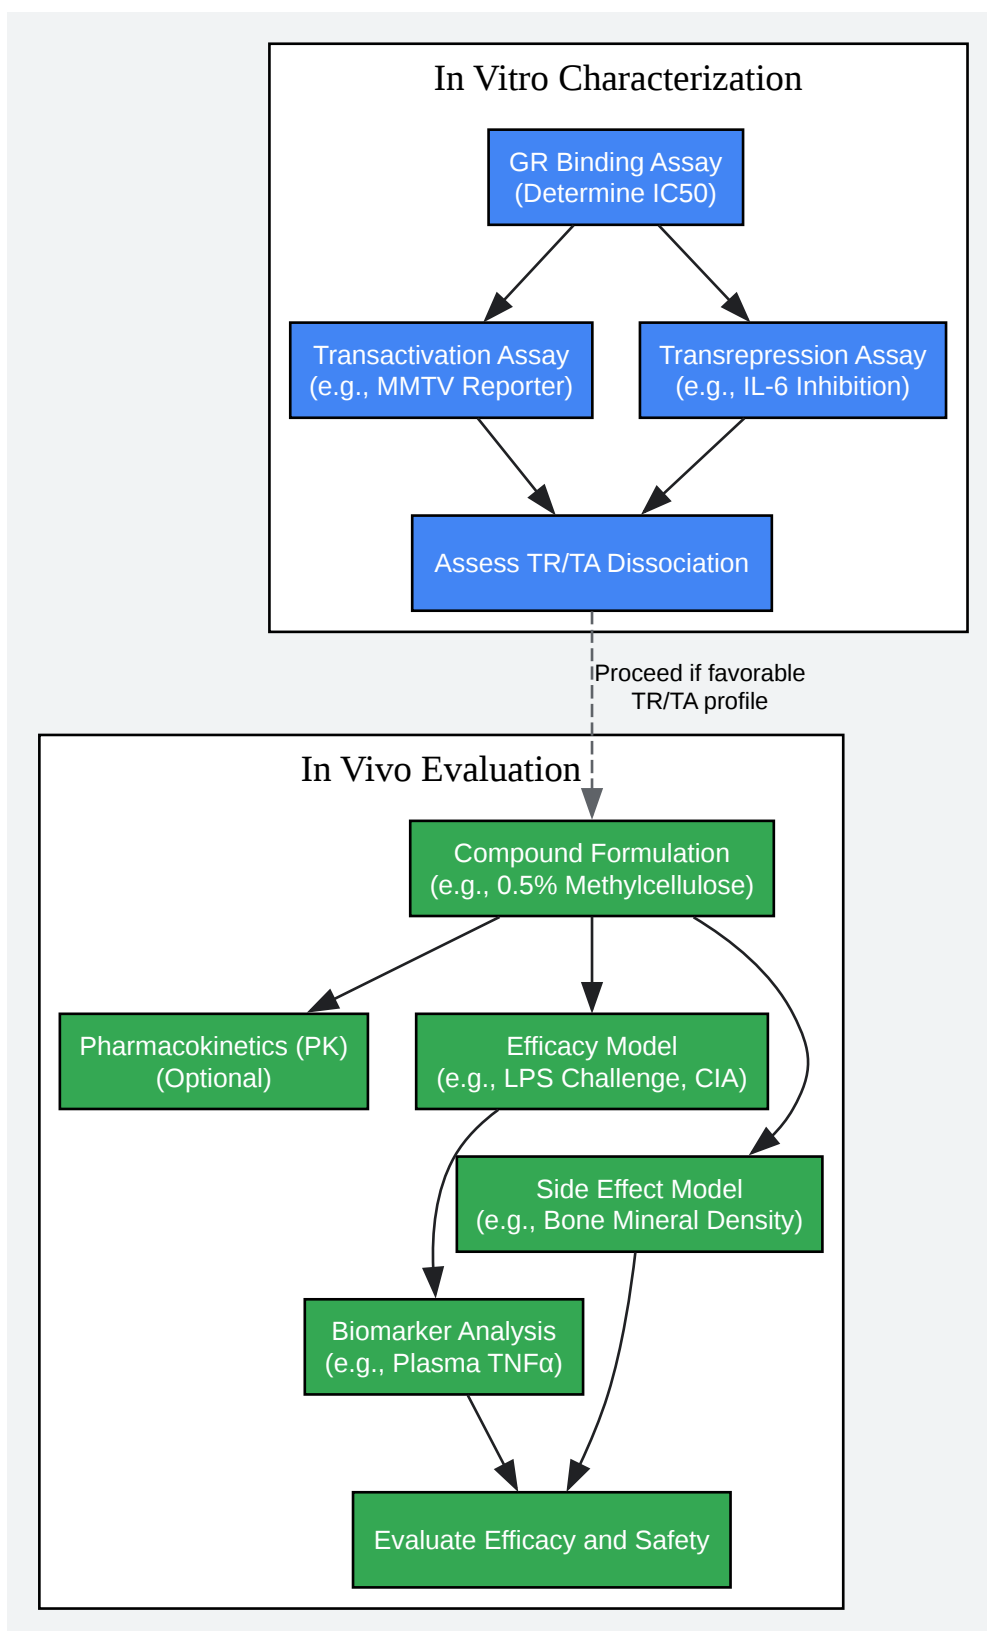 In Vitro Characterization
GR Binding Assay
(Determine IC50)
Transactivation Assay
(e.g., MMTV Reporter)
Transrepression Assay
(e.g., IL-6 Inhibition)
Assess TR/TA Dissociation
Proceed if favorable
TR/TA profile
In Vivo Evaluation
Compound Formulation
(e.g., 0.5% Methylcellulose)
Pharmacokinetics (PK)
(Optional)
Efficacy Model
(e.g., LPS Challenge, CIA)
Side Effect Model
(e.g., Bone Mineral Density)
Biomarker Analysis
(e.g., Plasma TNFα)
Evaluate Efficacy and Safety